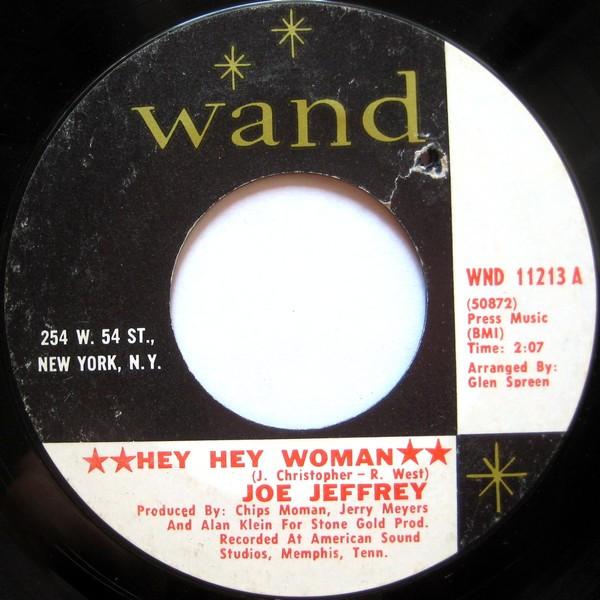 wand
WND 11213 A
(50872)
Press Music
(BMI)
Time: 2:07
Arranged By:
Glen Spreen
254 W. 54 ST.,
NEW YORK, N.Y.
★★HEY HEY WOMAN★★
(J. Christopher - R. West)
JOE JEFFREY
Produced By: Chips Moman, Jerry Meyers
And Alan Klein For Stone Gold Prod.
Recorded At American Sound
Studios, Memphis, Tenn.